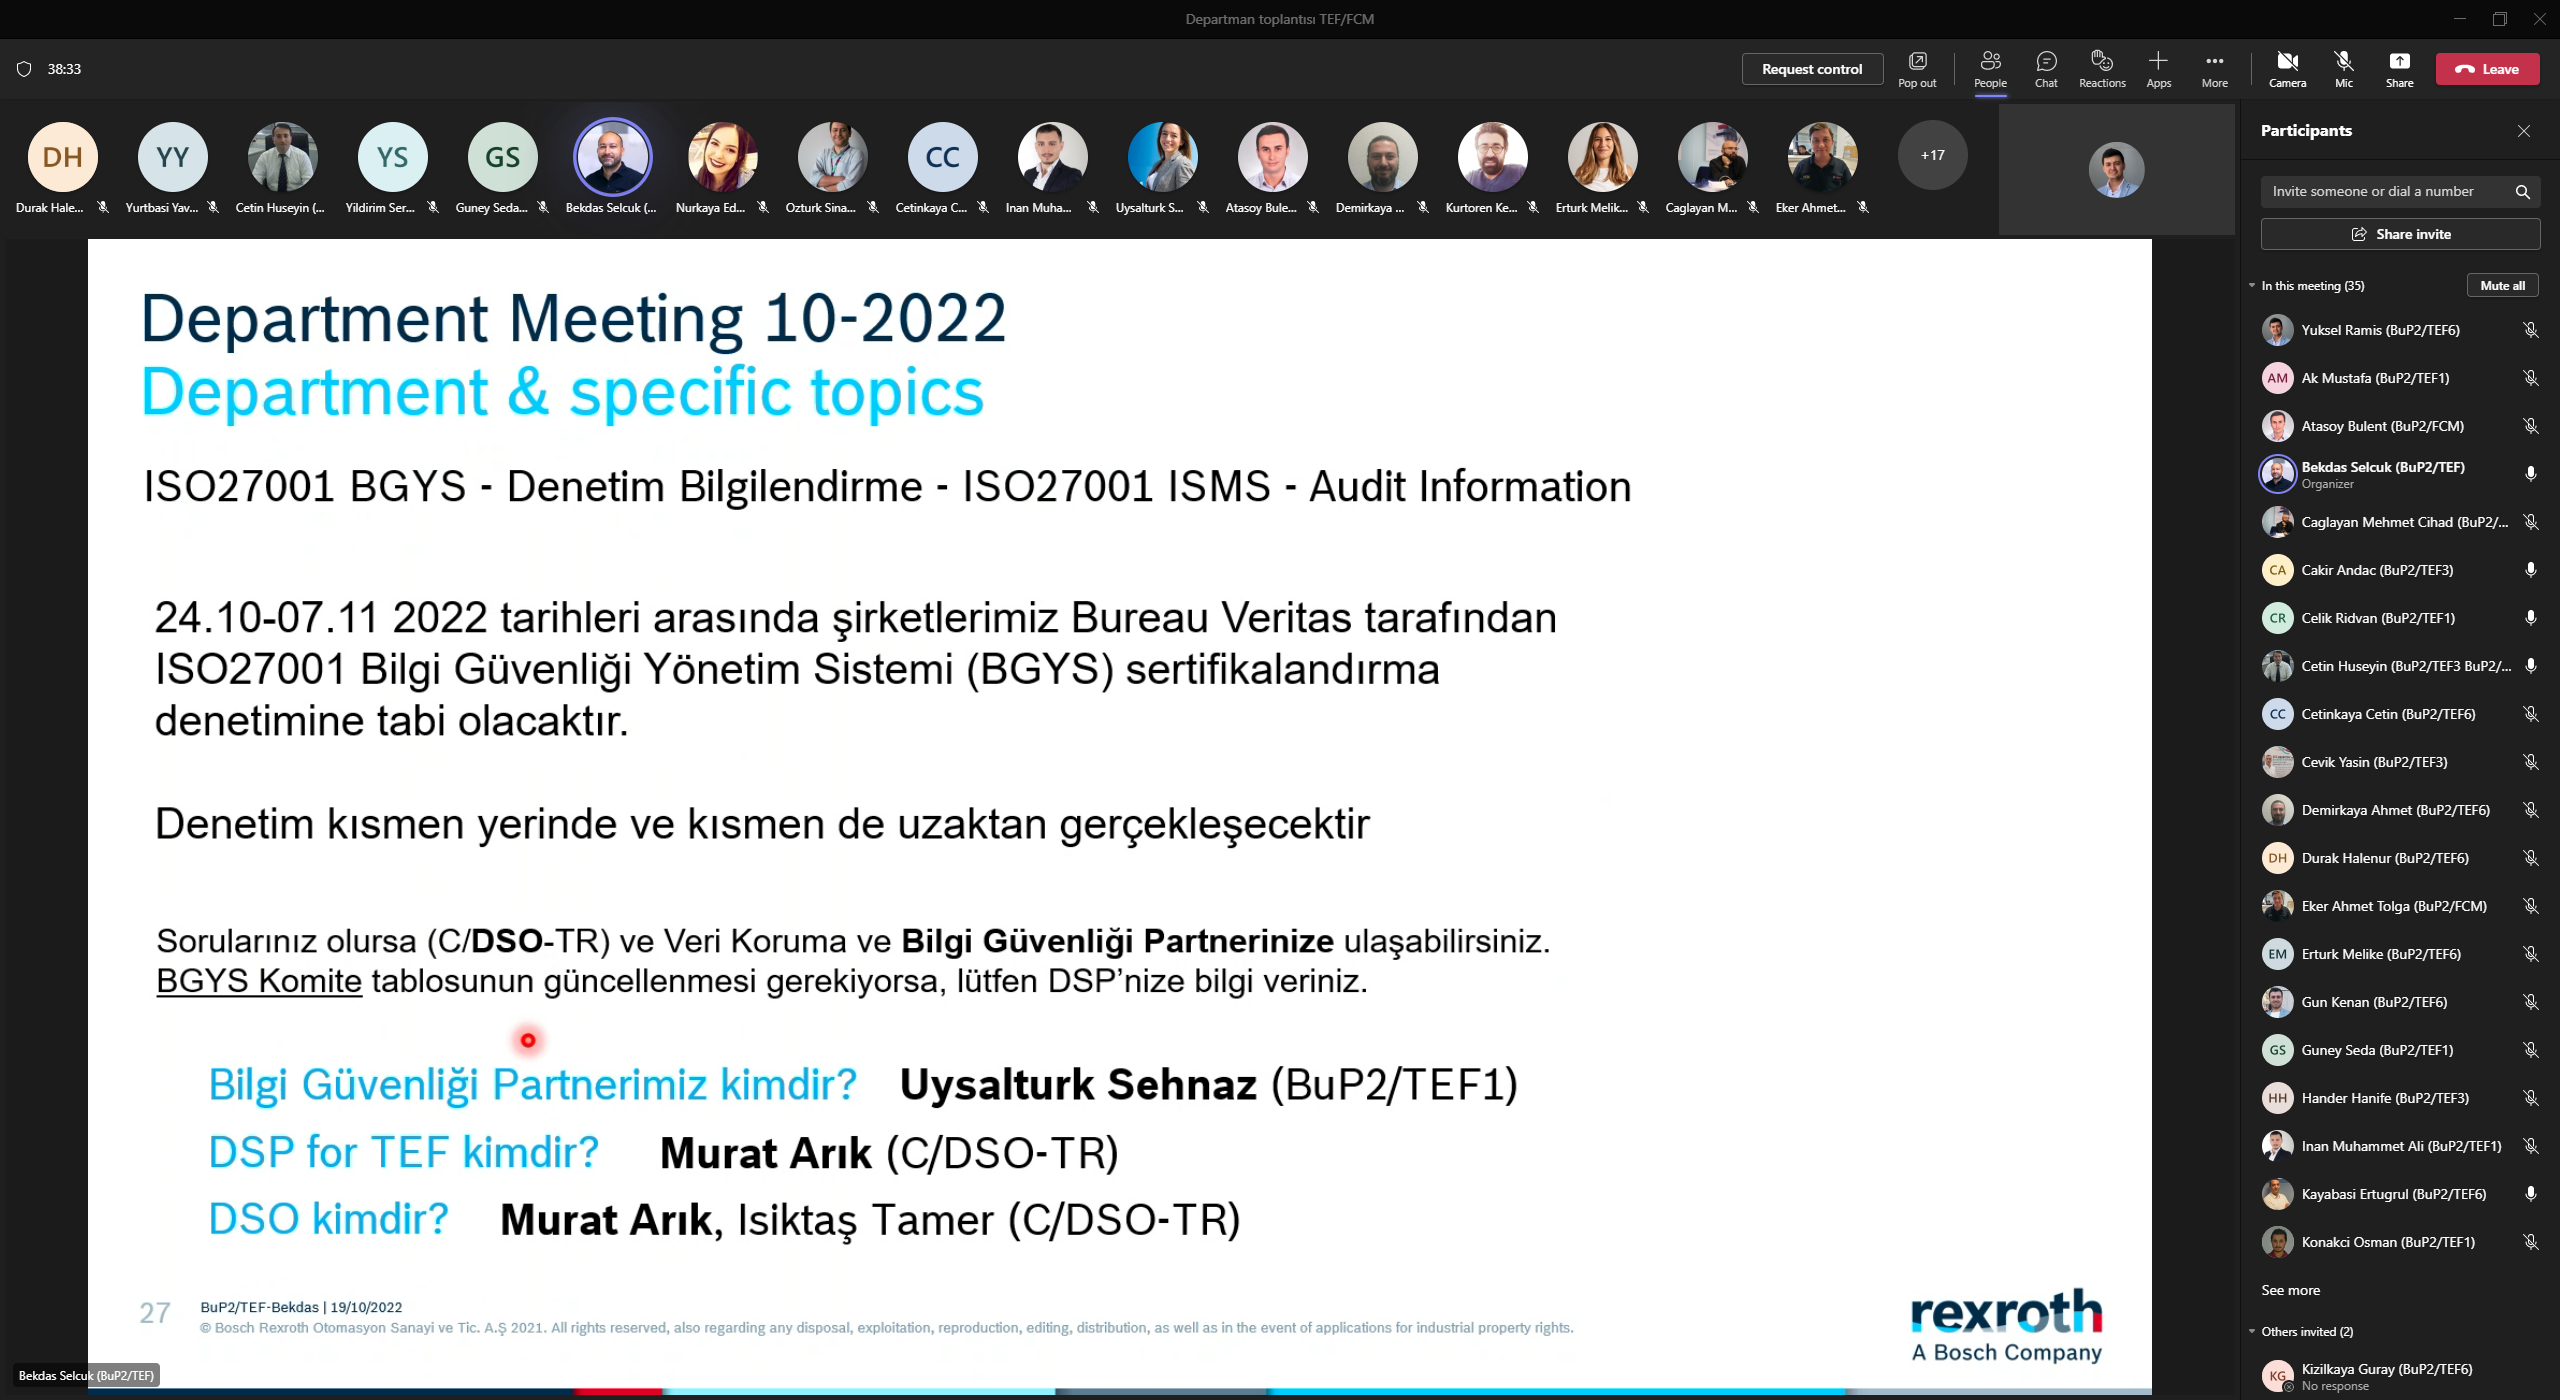 Departman toplantısı TEF/FCM
38:33
Request control
Pop out
People
Chat
Reactions
Apps
More
Camera
Mic
Share
Leave
DH
YY
YS
GS
CC
+17
Durak Hale...
Yurtbasi Yav...
Cetin Huseyin (...
Yildirim Ser...
Guney Seda...
Bekdas Selcuk (...
Nurkaya Ed...
Ozturk Sina...
Cetinkaya C...
Inan Muha...
Uysalturk S...
Atasoy Bule...
Demirkaya ...
Kurtoren Ke...
Erturk Melik...
Caglayan M...
Eker Ahmet...
Department Meeting 10-2022
Department & specific topics
ISO27001 BGYS - Denetim Bilgilendirme - ISO27001 ISMS - Audit Information
24.10-07.11 2022 tarihleri arasında şirketlerimiz Bureau Veritas tarafından
ISO27001 Bilgi Güvenliği Yönetim Sistemi (BGYS) sertifikalandırma
denetimine tabi olacaktır.
Denetim kısmen yerinde ve kısmen de uzaktan gerçekleşecektir
Sorularınız olursa (C/DSO-TR) ve Veri Koruma ve Bilgi Güvenliği Partnerinize ulaşabilirsiniz.
BGYS Komite tablosunun güncellenmesi gerekiyorsa, lütfen DSP'nize bilgi veriniz.
Bilgi Güvenliği Partnerimiz kimdir? Uysalturk Sehnaz (BuP2/TEF1)
DSP for TEF kimdir? Murat Arık (C/DSO-TR)
DSO kimdir? Murat Arık, Isiktaş Tamer (C/DSO-TR)
27
BuP2/TEF-Bekdas | 19/10/2022
© Bosch Rexroth Otomasyon Sanayi ve Tic. A.Ş 2021. All rights reserved, also regarding any disposal, exploitation, reproduction, editing, distribution, as well as in the event of applications for industrial property rights.
rexroth
A Bosch Company
Bekdas Selcuk (BuP2/TEF)
Participants
Invite someone or dial a number
Share invite
In this meeting (35)
Mute all
Yuksel Ramis (BuP2/TEF6)
AM Ak Mustafa (BuP2/TEF1)
Atasoy Bulent (BuP2/FCM)
Bekdas Selcuk (BuP2/TEF)
Organizer
Caglayan Mehmet Cihad (BuP2/...
CA Cakir Andac (BuP2/TEF3)
CR Celik Ridvan (BuP2/TEF1)
Cetin Huseyin (BuP2/TEF3 BuP2/...
CC Cetinkaya Cetin (BuP2/TEF6)
Cevik Yasin (BuP2/TEF3)
Demirkaya Ahmet (BuP2/TEF6)
DH Durak Halenur (BuP2/TEF6)
Eker Ahmet Tolga (BuP2/FCM)
EM Erturk Melike (BuP2/TEF6)
Gun Kenan (BuP2/TEF6)
GS Guney Seda (BuP2/TEF1)
HH Hander Hanife (BuP2/TEF3)
Inan Muhammet Ali (BuP2/TEF1)
Kayabasi Ertugrul (BuP2/TEF6)
Konakci Osman (BuP2/TEF1)
See more
Others invited (2)
KG Kizilkaya Guray (BuP2/TEF6)
No response